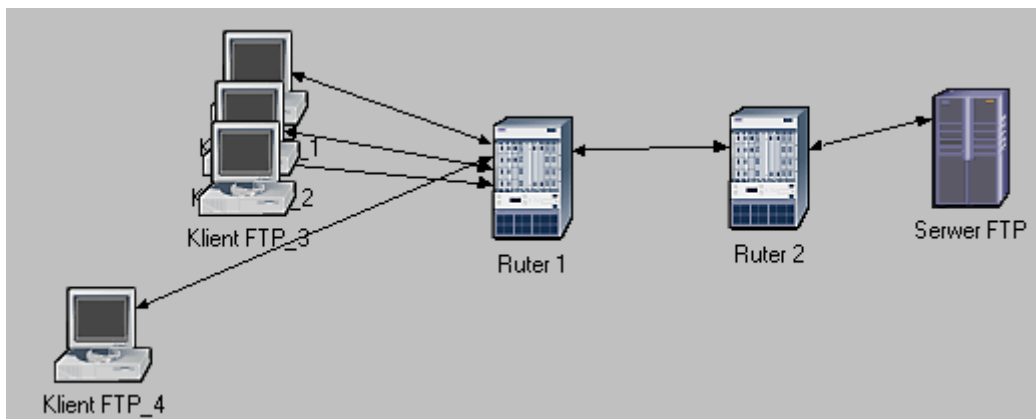 Klient FTP_3
Klient FTP_4
Ruter 1
Ruter 2
Serwer FTP